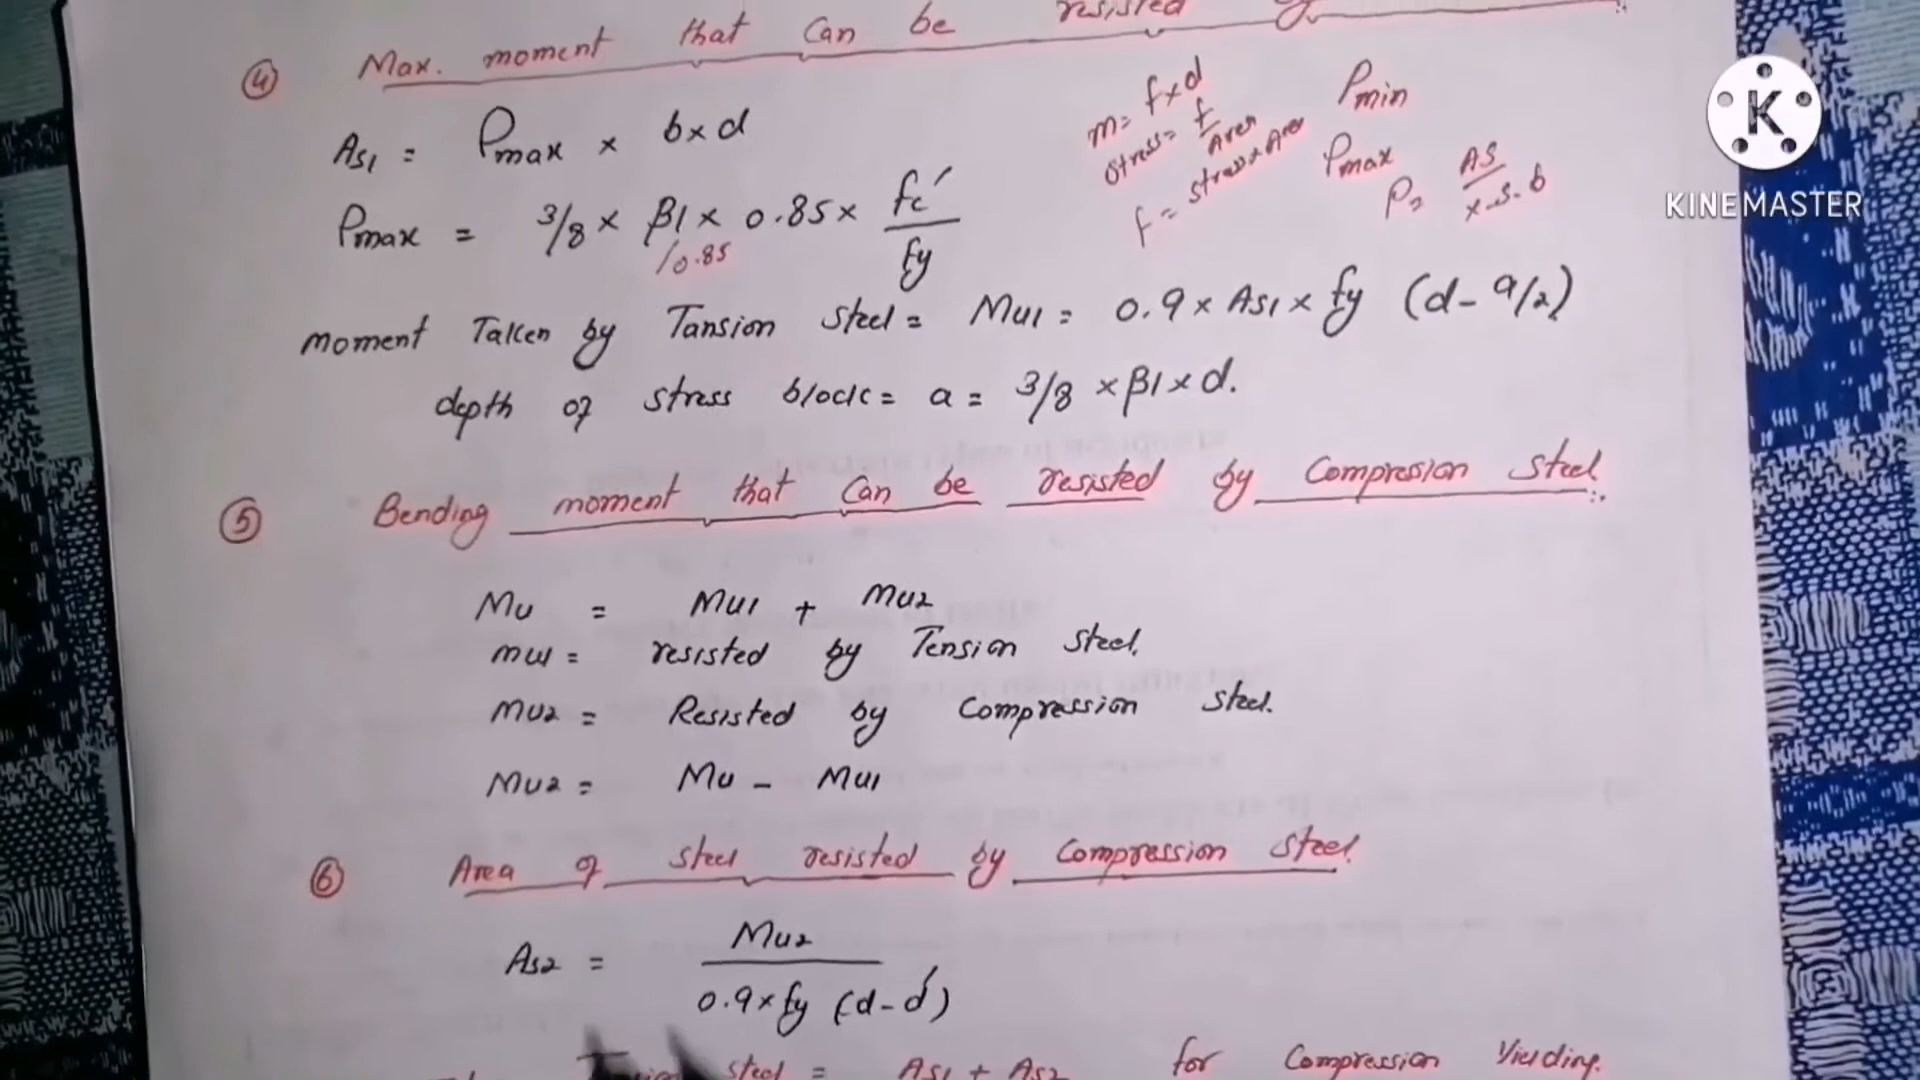 4 Max. moment that Can be resisted
As1 = Pmax × b×d
Pmax = 3/8 × β1 × 0.85 × fc' / fy
/0.85
m= f×d
stress= f / Area
f = stress×Area
Pmin
Pmax
P= AS / x-s.b
moment Taken by Tansion Steel = Mu1 = 0.9 × As1 × fy (d - a/2)
depth of stress block = a = 3/8 × β1 × d.
5 Bending moment that Can be resisted by Compression Steel
Mu = Mu1 + Mu2
mu1 = resisted by Tension Steel.
Mu2 = Resisted by Compression Steel.
Mu2 = Mu - Mu1
6 Area of steel resisted by Compression Steel
As2 = Mu2 / 0.9×fy (d-d')
steel = As1 + As2 for Compression Yielding.
K
KINEMASTER